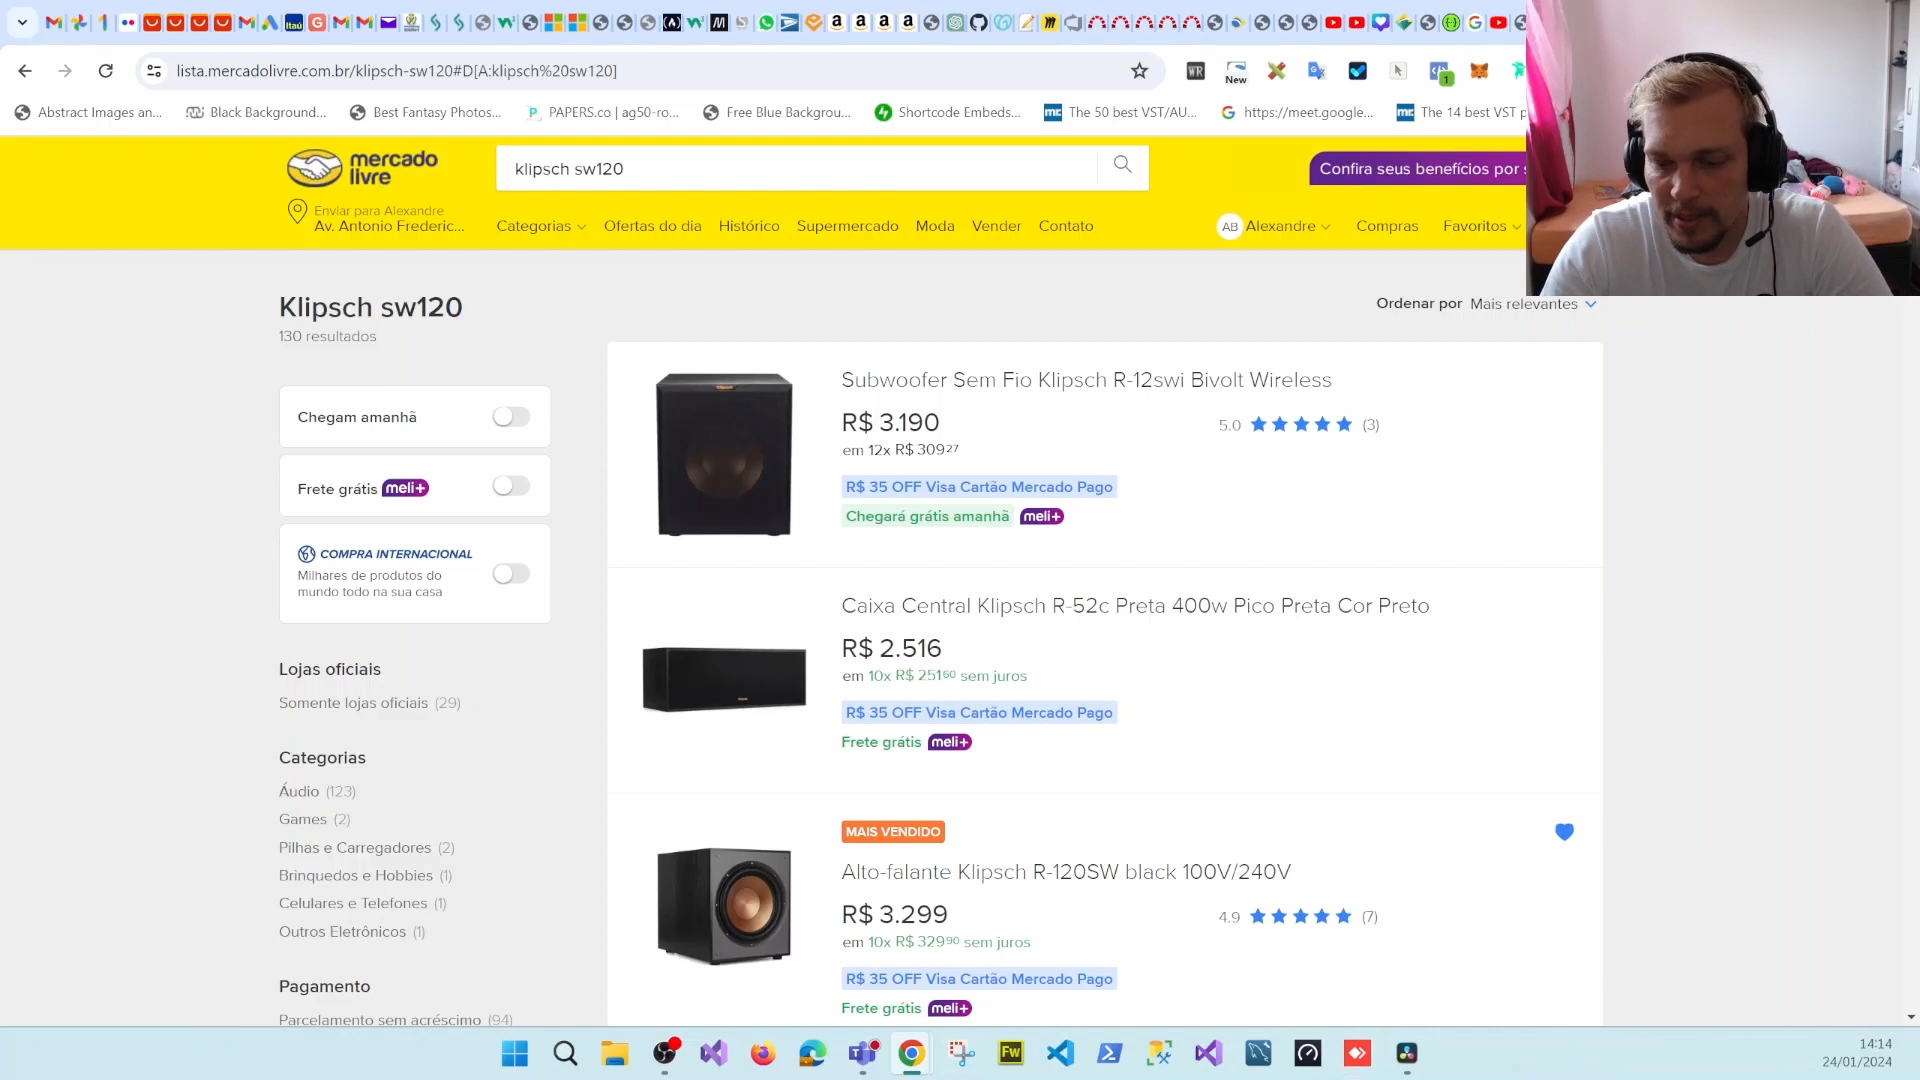 lista.mercadolivre.com.br/klipsch-sw120#D[A:klipsch%20sw120]
WR
New
1
Abstract Images an...
Black Background...
Best Fantasy Photos...
PAPERS.co | ag50-ro...
Free Blue Backgrou...
Shortcode Embeds...
The 50 best VST/AU...
https://meet.google...
The 14 best VST p
mercado
livre
klipsch sw120
Confira seus benefícios por s
Enviar para Alexandre
Av. Antonio Frederic...
Categorias
Ofertas do dia
Histórico
Supermercado
Moda
Vender
Contato
AB
Alexandre
Compras
Favoritos
Klipsch sw120
130 resultados
Ordenar por Mais relevantes
Chegam amanhã
Frete grátis meli+
COMPRA INTERNACIONAL
Milhares de produtos do
mundo todo na sua casa
Lojas oficiais
Somente lojas oficiais (29)
Categorias
Áudio (123)
Games (2)
Pilhas e Carregadores (2)
Brinquedos e Hobbies (1)
Celulares e Telefones (1)
Outros Eletrônicos (1)
Pagamento
Parcelamento sem acréscimo (94)
Subwoofer Sem Fio Klipsch R-12swi Bivolt Wireless
R$ 3.190
5.0 (3)
em 12x R$ 309 27
R$ 35 OFF Visa Cartão Mercado Pago
Chegará grátis amanhã meli+
Caixa Central Klipsch R-52c Preta 400w Pico Preta Cor Preto
R$ 2.516
em 10x R$ 251 60 sem juros
R$ 35 OFF Visa Cartão Mercado Pago
Frete grátis meli+
MAIS VENDIDO
Alto-falante Klipsch R-120SW black 100V/240V
R$ 3.299
4.9 (7)
em 10x R$ 329 90 sem juros
R$ 35 OFF Visa Cartão Mercado Pago
Frete grátis meli+
Fw
14:14
24/01/2024